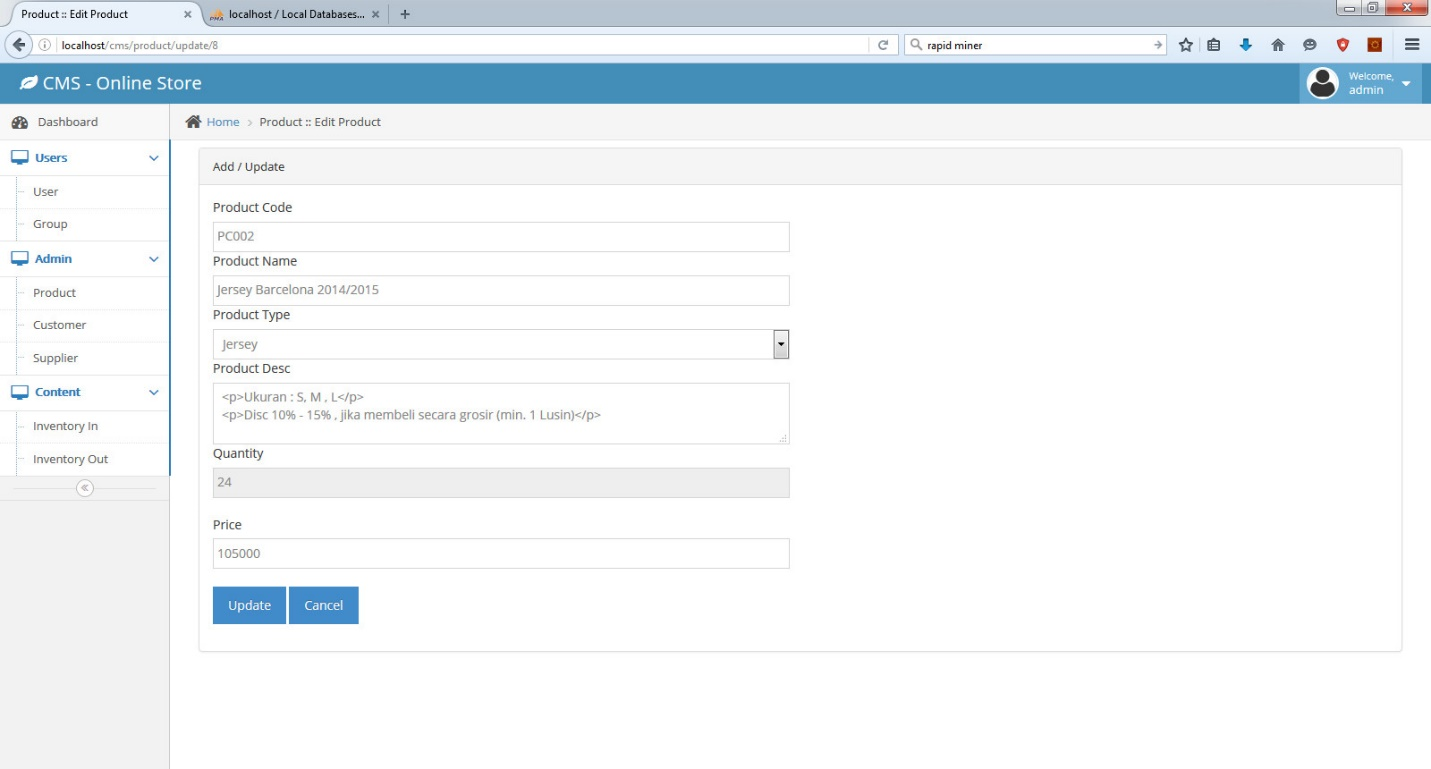 Product :: Edit Product
localhost / Local Databases...
localhost/cms/product/update/8
rapid miner
CMS - Online Store
Welcome,
admin
Dashboard
Home > Product :: Edit Product
Users
User
Group
Admin
Product
Customer
Supplier
Content
Inventory In
Inventory Out
Add / Update
Product Code
PC002
Product Name
Jersey Barcelona 2014/2015
Product Type
Jersey
Product Desc
<p>Ukuran : S, M , L</p>
<p>Disc 10% - 15% , jika membeli secara grosir (min. 1 Lusin)</p>
Quantity
24
Price
105000
Update Cancel